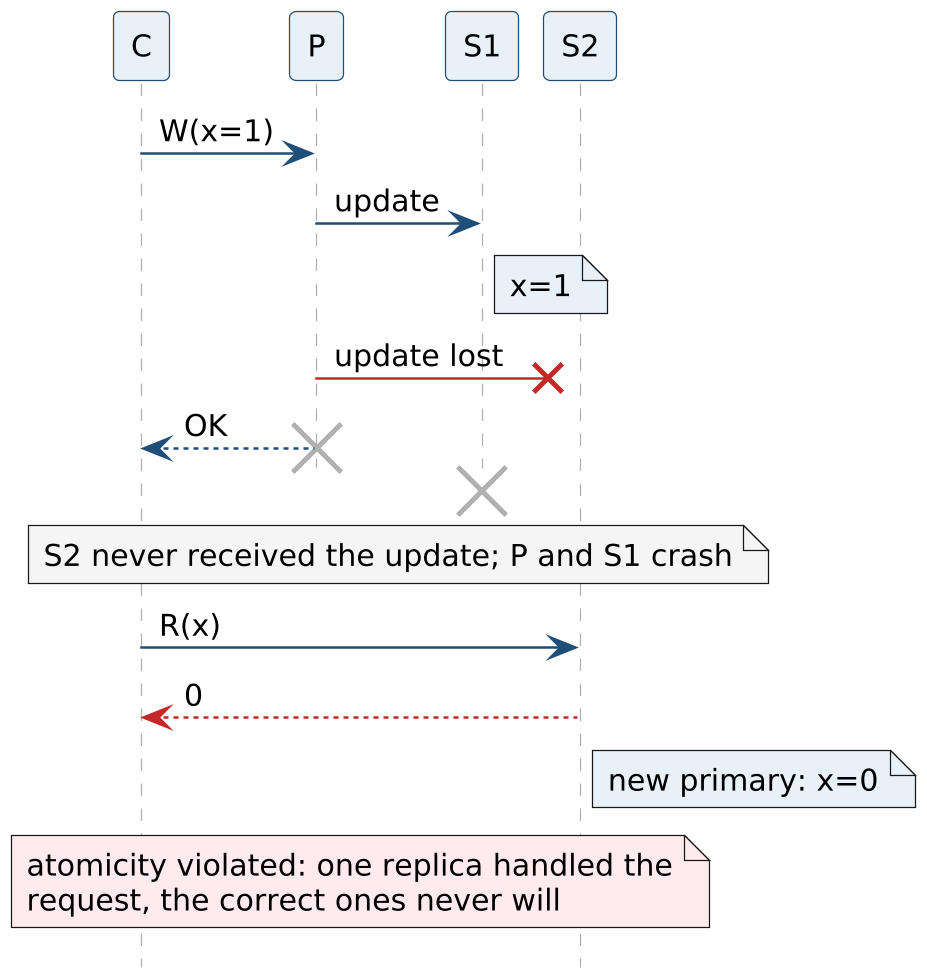 C
P
S1
S2
W(x=1)
update
x=1
update lost
OK
S2 never received the update; P and S1 crash
R(x)
0
new primary: x=0
atomicity violated: one replica handled the
request, the correct ones never will